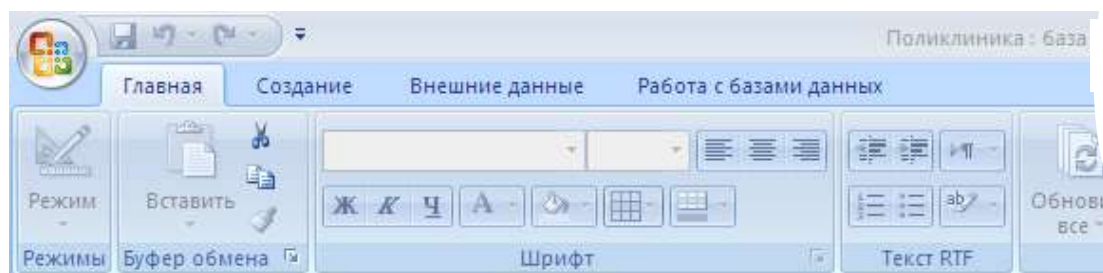 Поликлиника : база
Главная Создание Внешние данные Работа с базами данных
Режим Вставить Ж К Ч А ab Обнови
все
Режимы Буфер обмена Шрифт Текст RTF